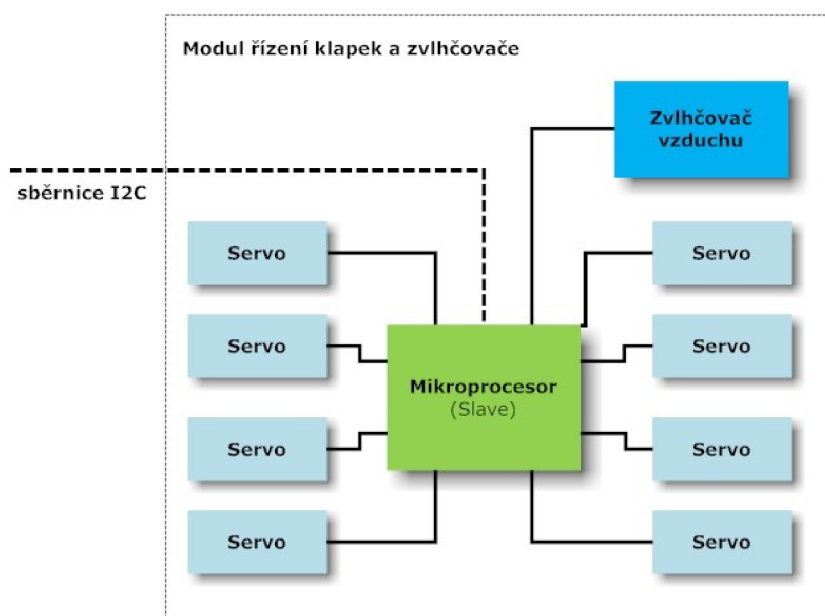 Modul řízení klapek a zvlhčovače
Zvlhčovač
vzduchu
sběrnice I2C
Servo
Servo
Servo
Servo
Mikroprocesor
(Slave)
Servo
Servo
Servo
Servo